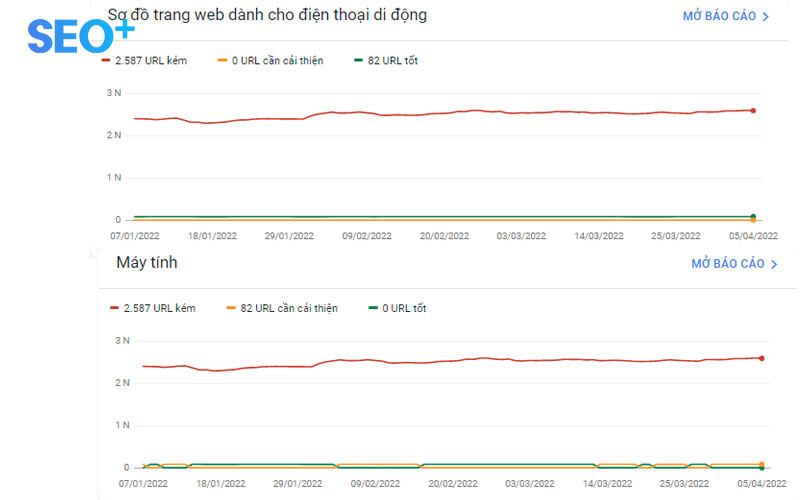 SEO+
Sơ đồ trang web dành cho điện thoại di động
MỞ BÁO CÁO
2.587 URL kém 0 URL cần cải thiện 82 URL tốt
3 N
2 N
1 N
0
07/01/2022 18/01/2022 29/01/2022 09/02/2022 20/02/2022 03/03/2022 14/03/2022 25/03/2022 05/04/2022
Máy tính
MỞ BÁO CÁO
2.587 URL kém 82 URL cần cải thiện 0 URL tốt
3 N
2 N
1 N
0
07/01/2022 18/01/2022 29/01/2022 09/02/2022 20/02/2022 03/03/2022 14/03/2022 25/03/2022 05/04/2022